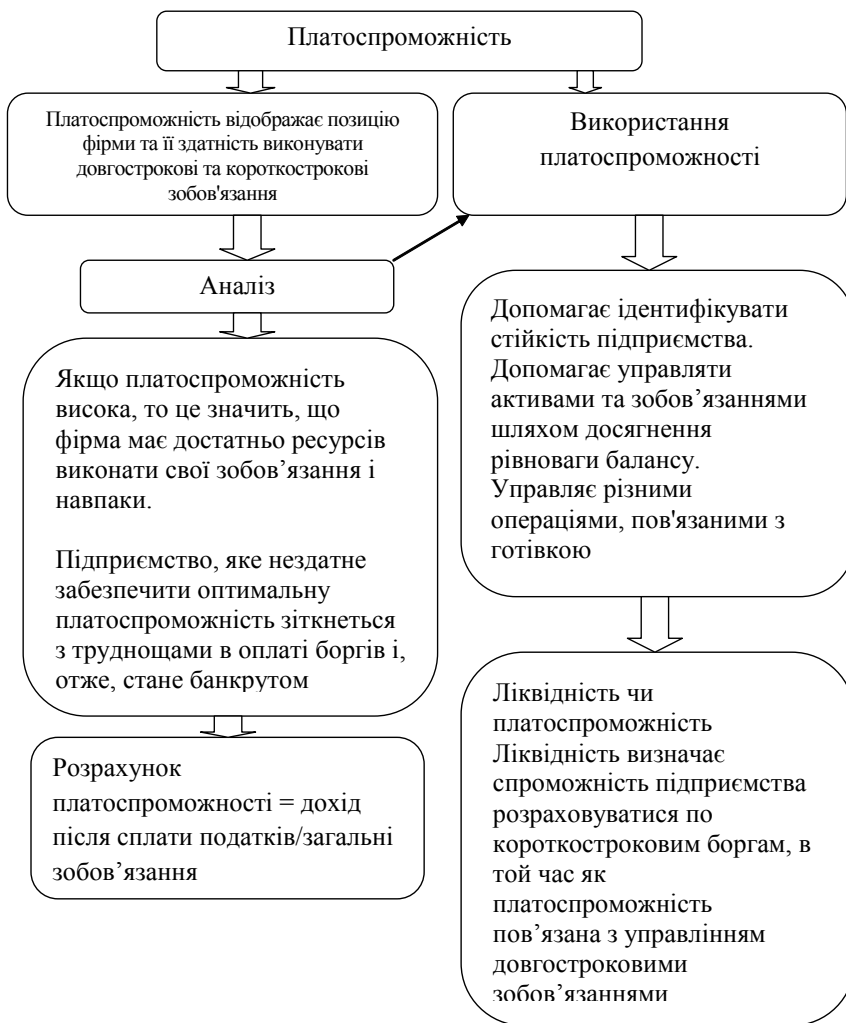 Платоспроможність
Платоспроможність відображає позицію
фірми та її здатність виконувати
довгострокові та короткострокові
зобов'язання
Використання
платоспроможності
Аналіз
Якщо платоспроможність
висока, то це значить, що
фірма має достатньо ресурсів
виконати свої зобов’язання і
навпаки.
Підприємство, яке нездатне
забезпечити оптимальну
платоспроможність зіткнеться
з труднощами в оплаті боргів і,
отже, стане банкрутом
Розрахунок
платоспроможності = дохід
після сплати податків/загальні
зобов’язання
Допомагає ідентифікувати
стійкість підприємства.
Допомагає управляти
активами та зобов’язаннями
шляхом досягнення
рівноваги балансу.
Управляє різними
операціями, пов'язаними з
готівкою
Ліквідність чи
платоспроможність
Ліквідність визначає
спроможність підприємства
розраховуватися по
короткостроковим боргам, в
той час як
платоспроможність
пов’язана з управлінням
довгостроковими
зобов’язаннями